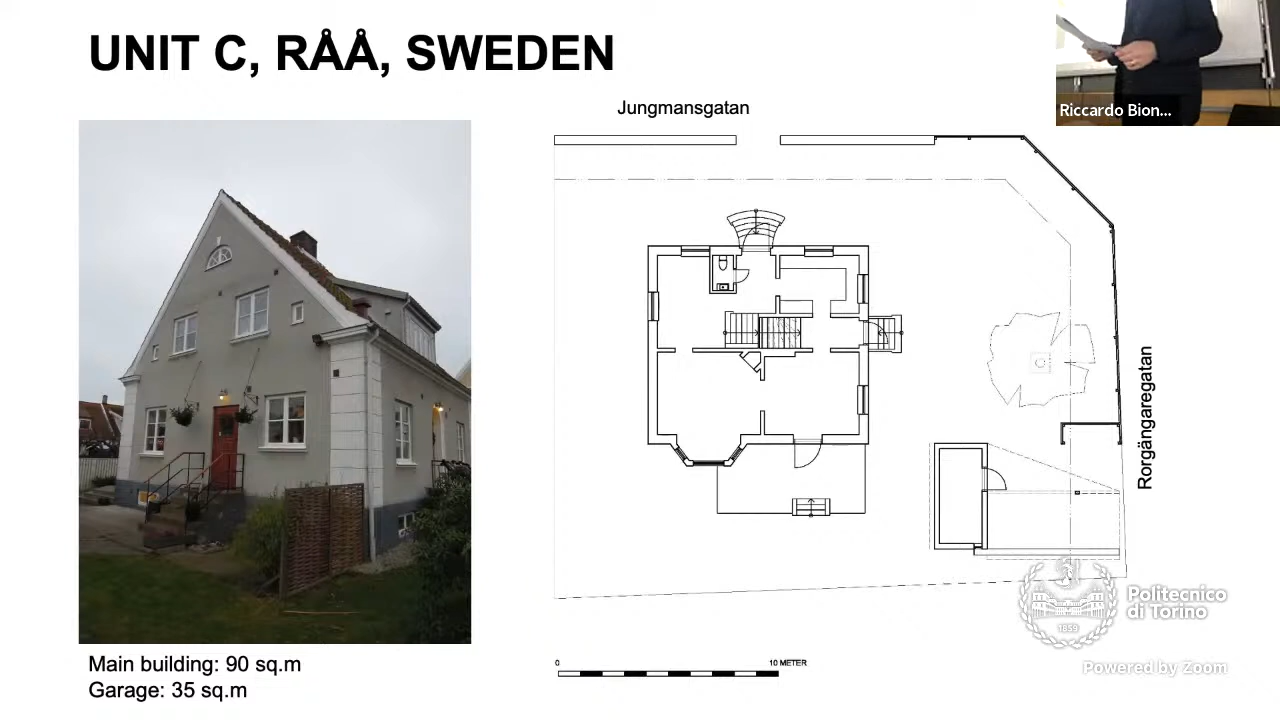 UNIT C, RÅÅ, SWEDEN
Riccardo Bion...
Jungmansgatan
Rorgängaregatan
Main building: 90 sq.m
Garage: 35 sq.m
0 10 METER
1859
Politecnico
di Torino
Powered by Zoom